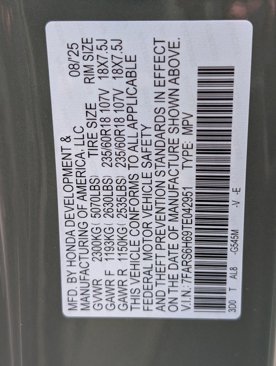 MFD. BY HONDA DEVELOPMENT & 08/'25
MANUFACTURING OF AMERICA, LLC
TIRE SIZE RIM SIZE
GVWR 2300KG( 5070LBS)
GAWR F 1193KG( 2630LBS) 235/60R18 107V 18X7.5J
GAWR R 1150KG( 2535LBS) 235/60R18 107V 18X7.5J
THIS VEHICLE CONFORMS TO ALL APPLICABLE
FEDERAL MOTOR VEHICLE SAFETY
AND THEFT PREVENTION STANDARDS IN EFFECT
ON THE DATE OF MANUFACTURE SHOWN ABOVE.
V.I.N: 7FARS6H69TE042951 TYPE: MPV
3D0 T AL8 -G545M -V -E